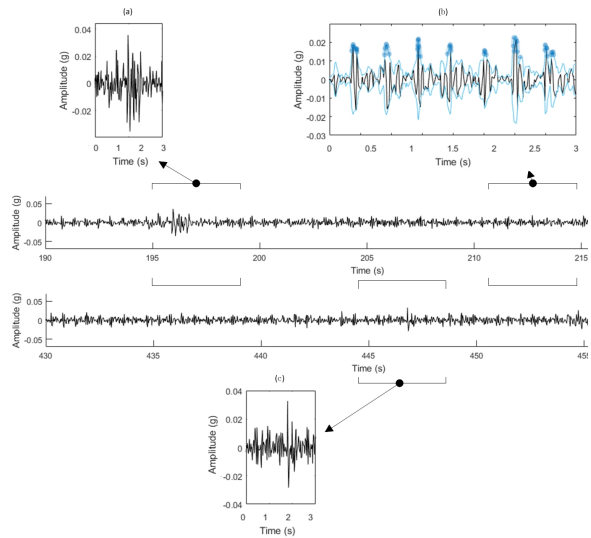 (a)
(b)
Amplitude (g)
0.04
0.02
0
-0.02
0 1 2 3
Time (s)
Amplitude (g)
0.02
0.01
0.00
-0.01
-0.02
-0.03
0 0.5 1 1.5 2 2.5 3
Time (s)
Amplitude (g)
0.05
0
-0.05
190 195 200 205 210 215
Time (s)
Amplitude (g)
0.05
0
-0.05
430 435 440 445 450 455
Time (s)
(c)
Amplitude (g)
0.04
0.02
0
-0.02
-0.04
0 1 2 3
Time (s)